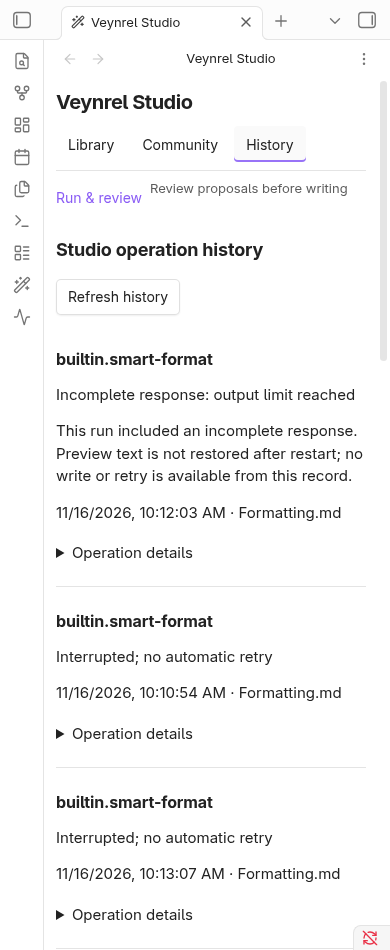 Veynrel Studio
Veynrel Studio
Veynrel Studio
Library
Community
History
Run & review
Review proposals before writing
Studio operation history
Refresh history
builtin.smart-format
Incomplete response: output limit reached
This run included an incomplete response.
Preview text is not restored after restart; no
write or retry is available from this record.
11/16/2026, 10:12:03 AM · Formatting.md
Operation details
builtin.smart-format
Interrupted; no automatic retry
11/16/2026, 10:10:54 AM · Formatting.md
Operation details
builtin.smart-format
Interrupted; no automatic retry
11/16/2026, 10:13:07 AM · Formatting.md
Operation details